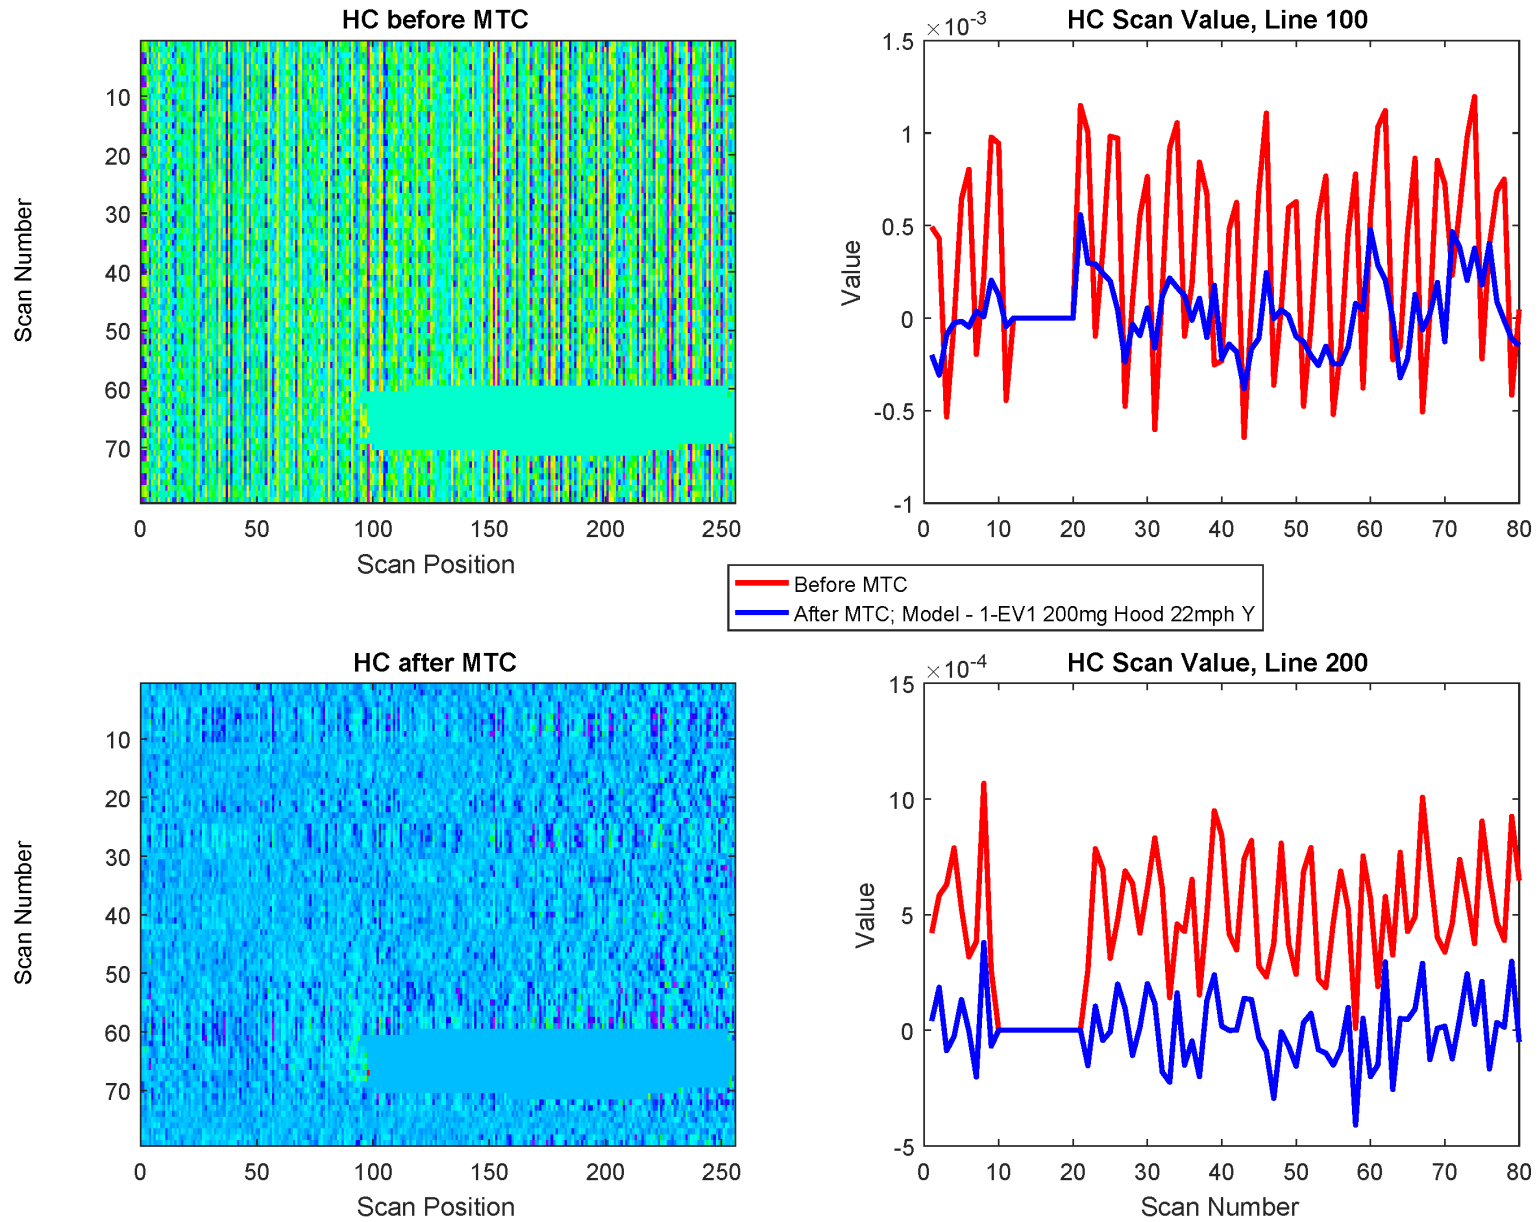 HC before MTC
Scan Number
10
20
30
40
50
60
70
0 50 100 150 200 250
Scan Position
HC Scan Value, Line 100
×10-3
Value
1.5
1
0.5
0
-0.5
-1
0 10 20 30 40 50 60 70 80
Before MTC
After MTC; Model - 1-EV1 200mg Hood 22mph Y
HC after MTC
Scan Number
10
20
30
40
50
60
70
0 50 100 150 200 250
Scan Position
HC Scan Value, Line 200
×10-4
Value
15
10
5
0
-5
0 10 20 30 40 50 60 70 80
Scan Number